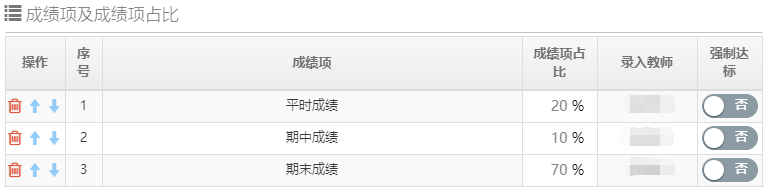 成绩项及成绩项占比
操作 序号 成绩项 成绩项占比 录入教师 强制达标
1 平时成绩 20 % 否
2 期中成绩 10 % 否
3 期末成绩 70 % 否